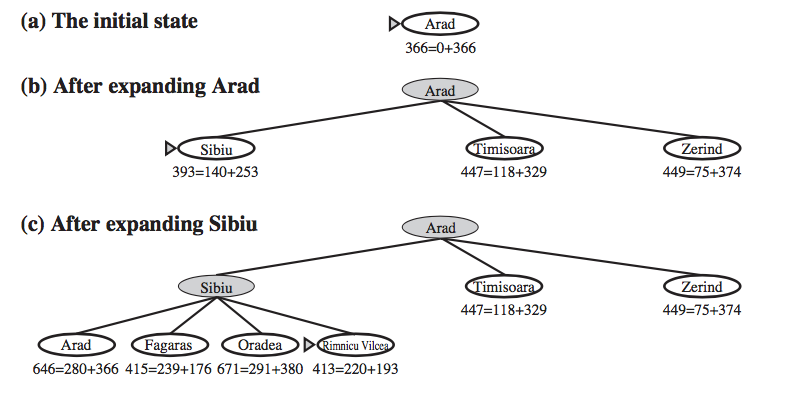 (a) The initial state
Arad
366=0+366
(b) After expanding Arad
Arad
Sibiu
Timisoara
Zerind
393=140+253
447=118+329
449=75+374
(c) After expanding Sibiu
Arad
Sibiu
Timisoara
Zerind
447=118+329
449=75+374
Arad
Fagaras
Oradea
Rimnicu Vilcea
646=280+366
415=239+176
671=291+380
413=220+193